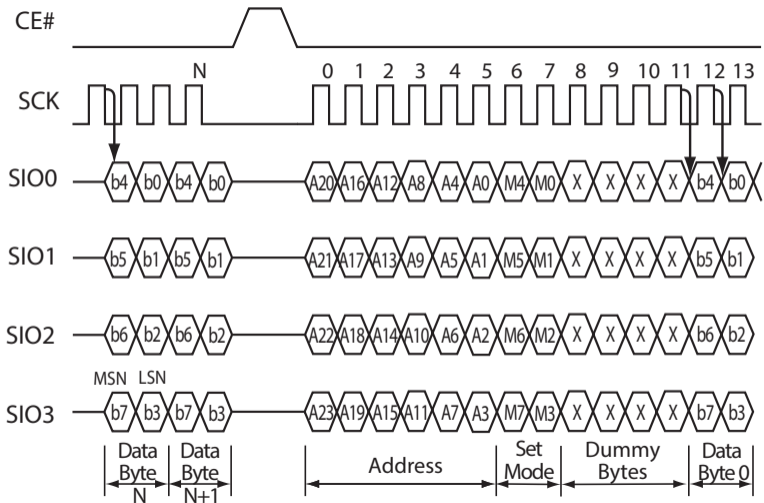 CE#
N 0 1 2 3 4 5 6 7 8 9 10 11 12 13
SCK
SIO0 b4 b0 b4 b0 A20 A16 A12 A8 A4 A0 M4 M0 X X X X b4 b0
SIO1 b5 b1 b5 b1 A21 A17 A13 A9 A5 A1 M5 M1 X X X X b5 b1
SIO2 b6 b2 b6 b2 A22 A18 A14 A10 A6 A2 M6 M2 X X X X b6 b2
MSN LSN
SIO3 b7 b3 b7 b3 A23 A19 A15 A11 A7 A3 M7 M3 X X X X b7 b3
Data Byte N
Data Byte N+1
Address
Set Mode
Dummy Bytes
Data Byte 0